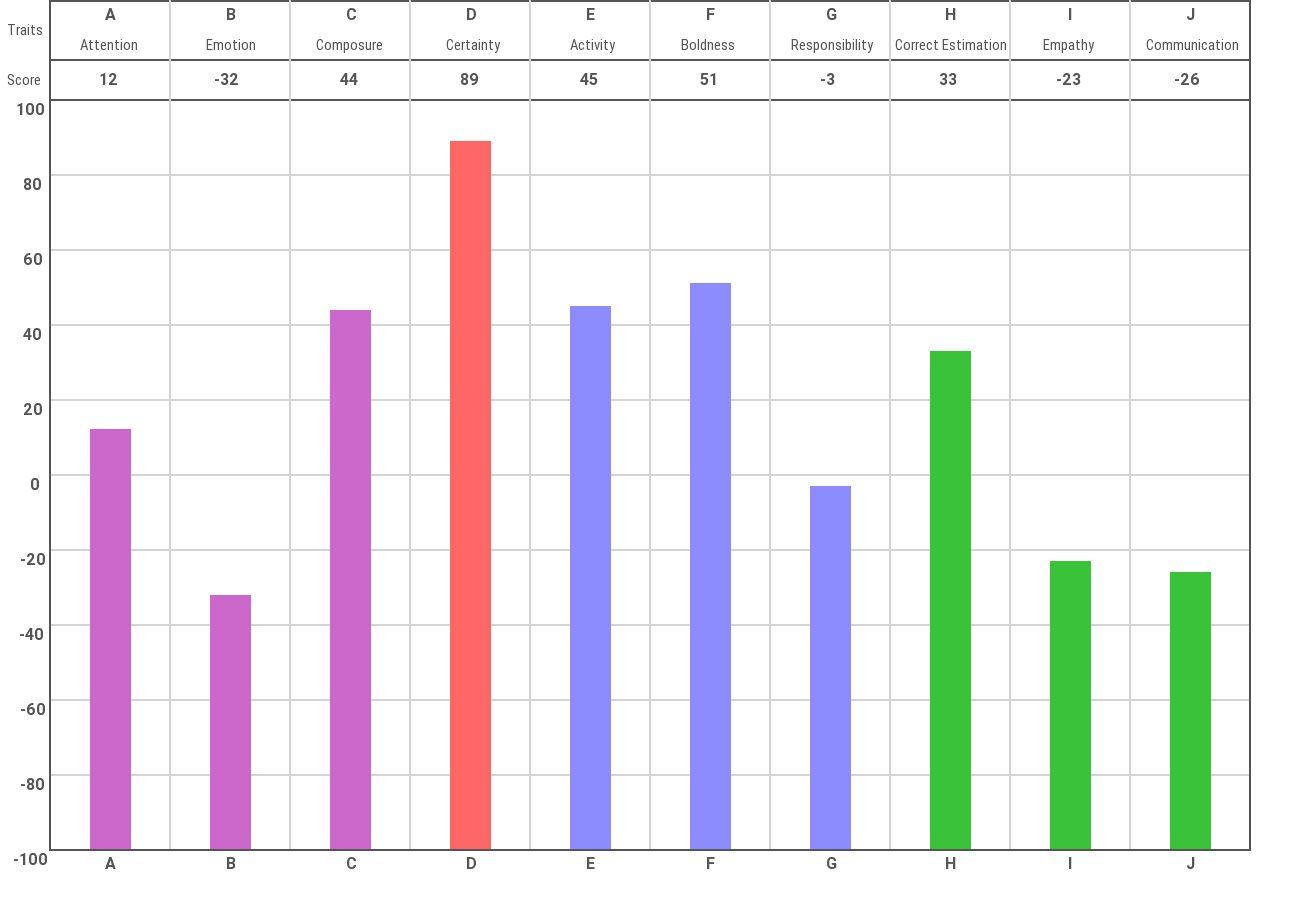 A B C D E F G H I J
Traits
Attention Emotion Composure Certainty Activity Boldness Responsibility Correct Estimation Empathy Communication
Score 12 -32 44 89 45 51 -3 33 -23 -26
100
80
60
40
20
0
-20
-40
-60
-80
-100
A B C D E F G H I J